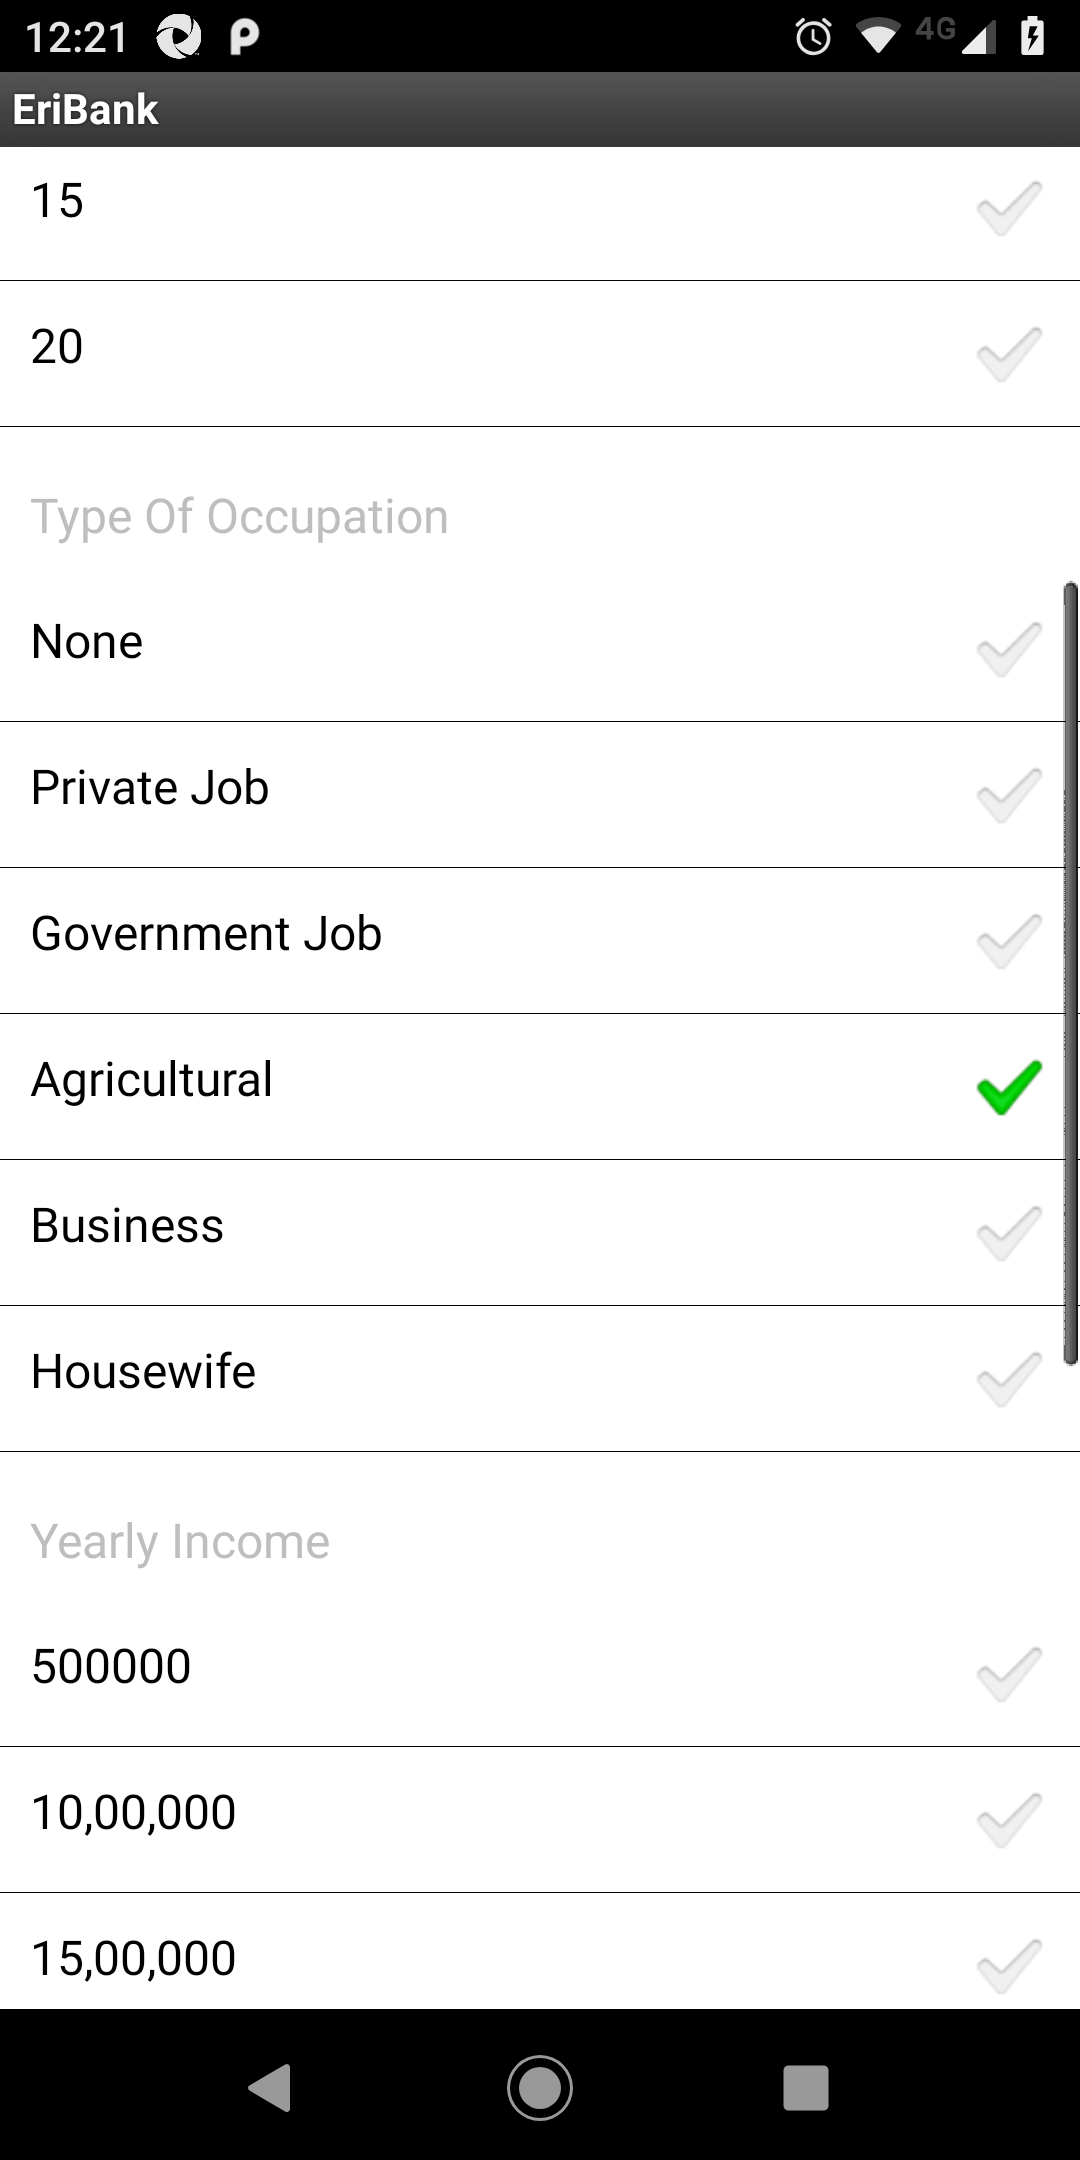 12:21
4G
EriBank
15
20
Type Of Occupation
None
Private Job
Government Job
Agricultural
Business
Housewife
Yearly Income
500000
10,00,000
15,00,000